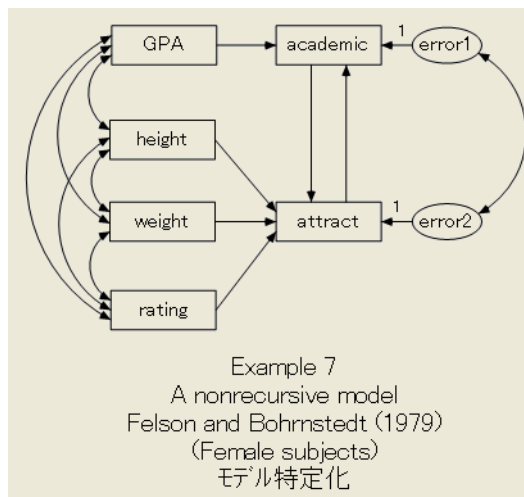 GPA
academic
1
error1
height
weight
attract
1
error2
rating
Example 7
A nonrecursive model
Felson and Bohrnstedt (1979)
(Female subjects)
モデル特定化